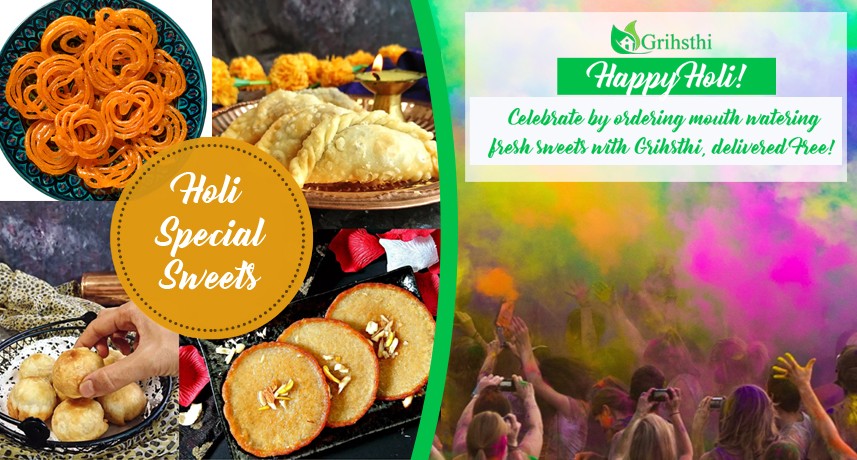 Holi
Special
Sweets
Grihsthi
Happy Holi!
Celebrate by ordering mouth watering
fresh sweets with Grihsthi, delivered Free!